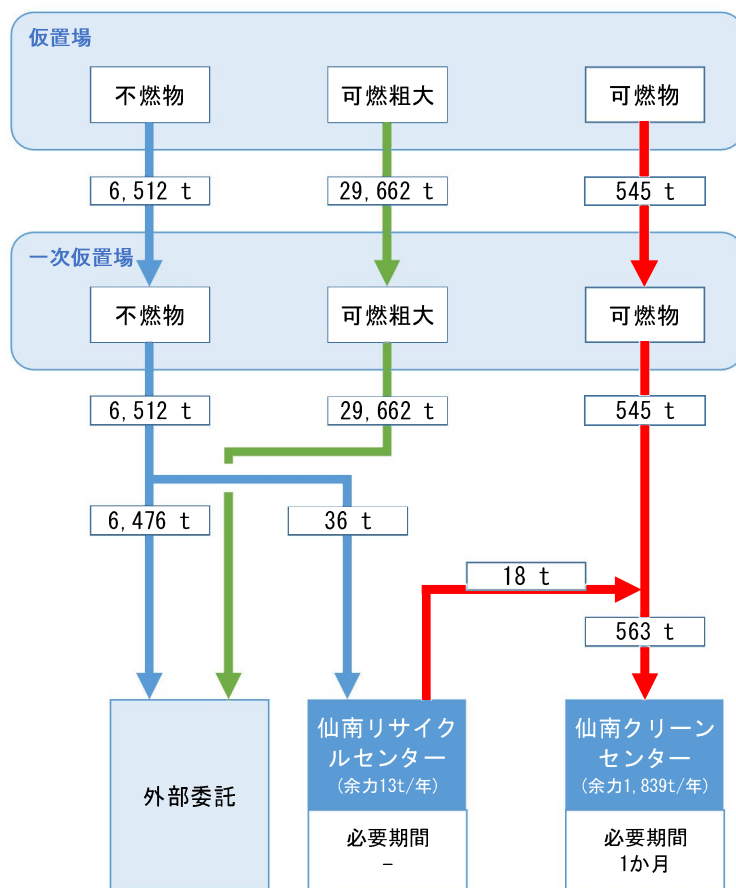 仮置場
不燃物
可燃粗大
可燃物
6,512 t
29,662 t
545 t
一次仮置場
不燃物
可燃粗大
可燃物
6,512 t
29,662 t
545 t
6,476 t
36 t
18 t
563 t
外部委託
仙南リサイク
ルセンター
(余力13t/年)
必要期間
-
仙南クリーン
センター
(余力1,839t/年)
必要期間
1か月